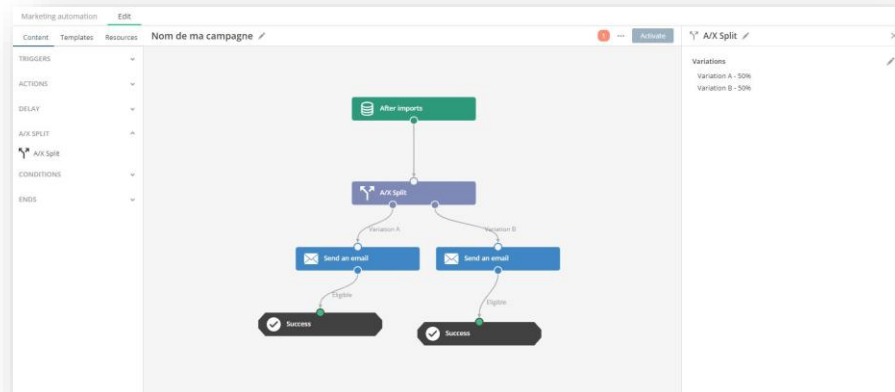 Marketing automation Edit
Content Templates Resources
Nom de ma campagne
Activate
A/X Split
TRIGGERS
ACTIONS
DELAY
A/X SPLIT
A/X Split
CONDITIONS
ENDS
After imports
A/X Split
Variation A
Variation B
Send an email
Send an email
Eligible
Eligible
Success
Success
Variations
Variation A - 50%
Variation B - 50%